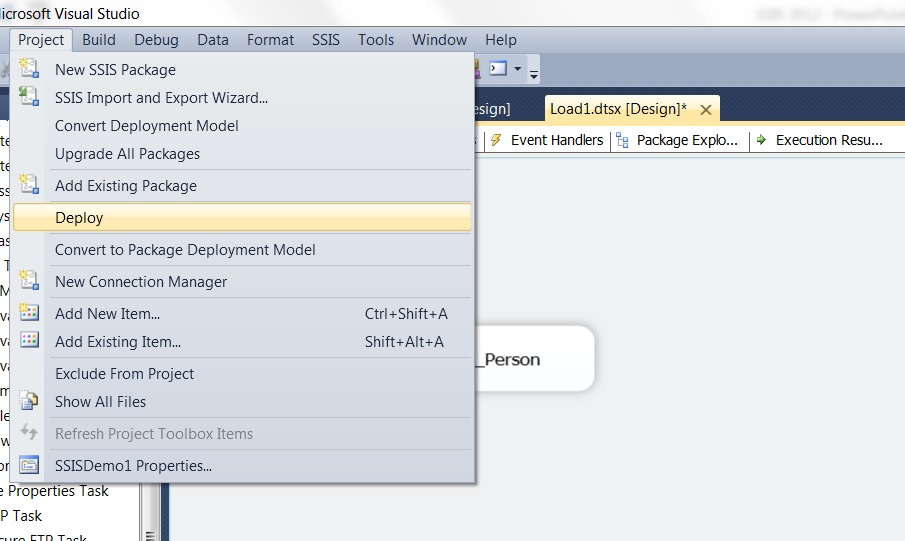 icrosoft Visual Studio
Project Build Debug Data Format SSIS Tools Window Help
New SSIS Package
SSIS Import and Export Wizard...
Convert Deployment Model
Upgrade All Packages
Add Existing Package
Deploy
Convert to Package Deployment Model
New Connection Manager
Add New Item... Ctrl+Shift+A
Add Existing Item... Shift+Alt+A
Exclude From Project
Show All Files
Refresh Project Toolbox Items
SSISDemo1 Properties...
esign] Load1.dtsx [Design]*
Event Handlers Package Explo... Execution Resu...
_Person
e Properties Task
P Task
cure FTP Task